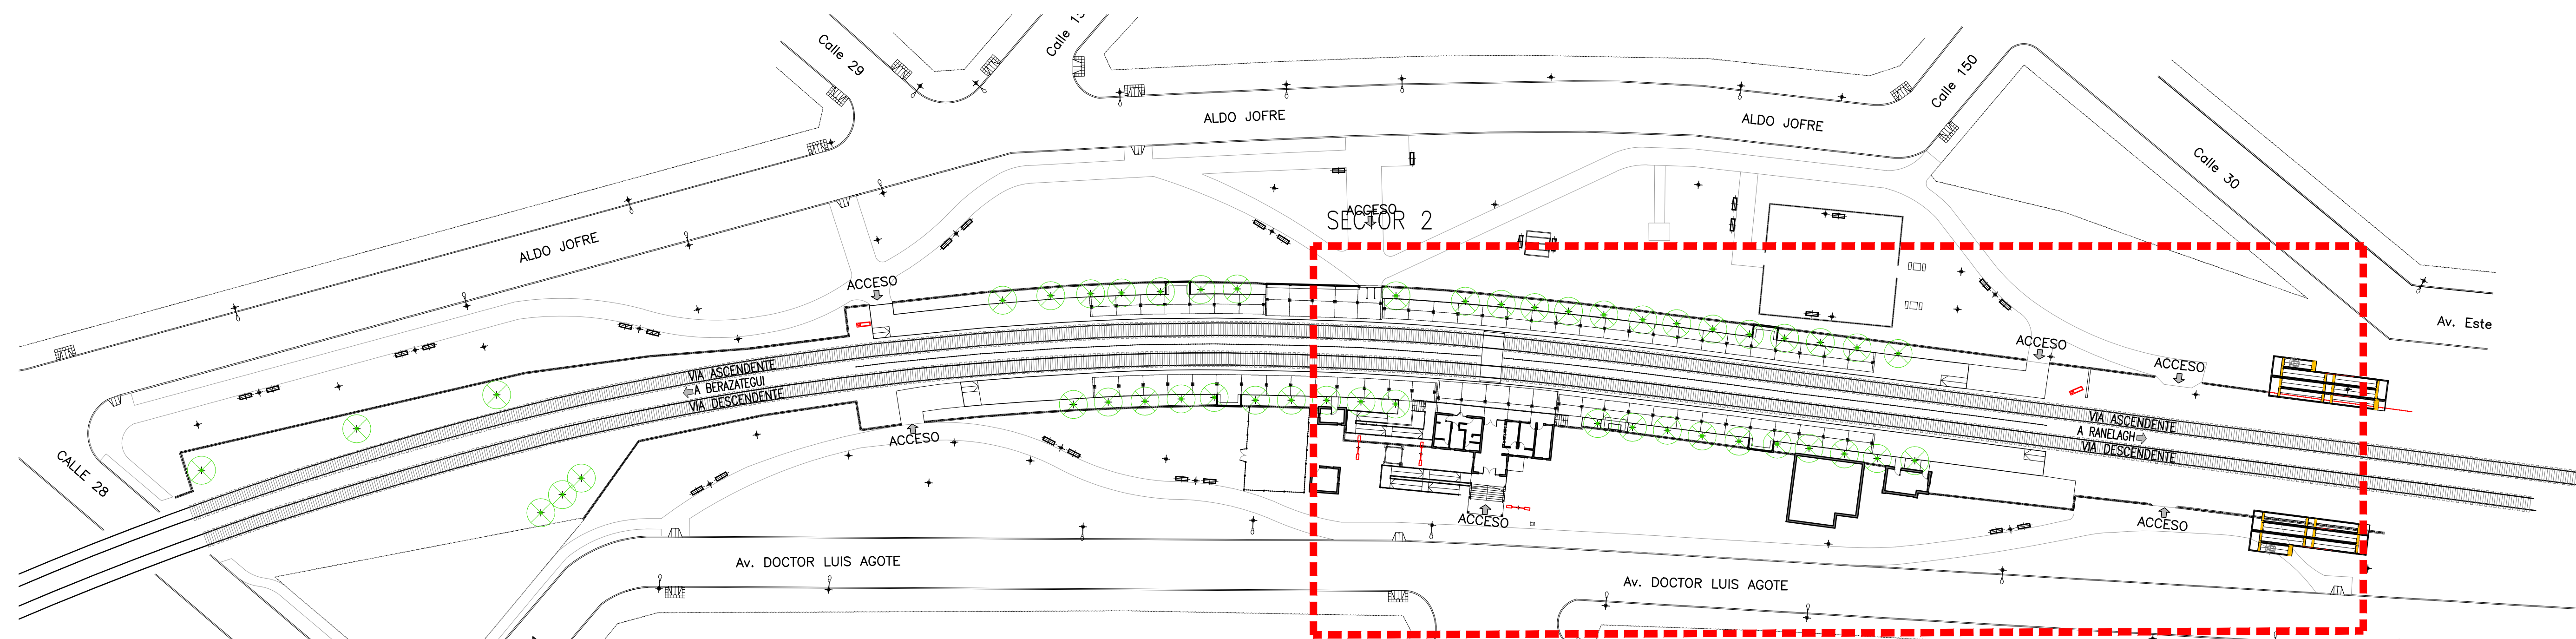 Calle 29
Calle 150
ALDO JOFRE
ALDO JOFRE
Calle 30
ACCESO
SECTOR 2
ALDO JOFRE
ACCESO
Av. Este
ACCESO
ACCESO
VIA ASCENDENTE
A BERAZATEGUI
VIA DESCENDENTE
VIA ASCENDENTE
A RANELAGH
VIA DESCENDENTE
ACCESO
CALLE 28
ACCESO
ACCESO
Av. DOCTOR LUIS AGOTE
Av. DOCTOR LUIS AGOTE